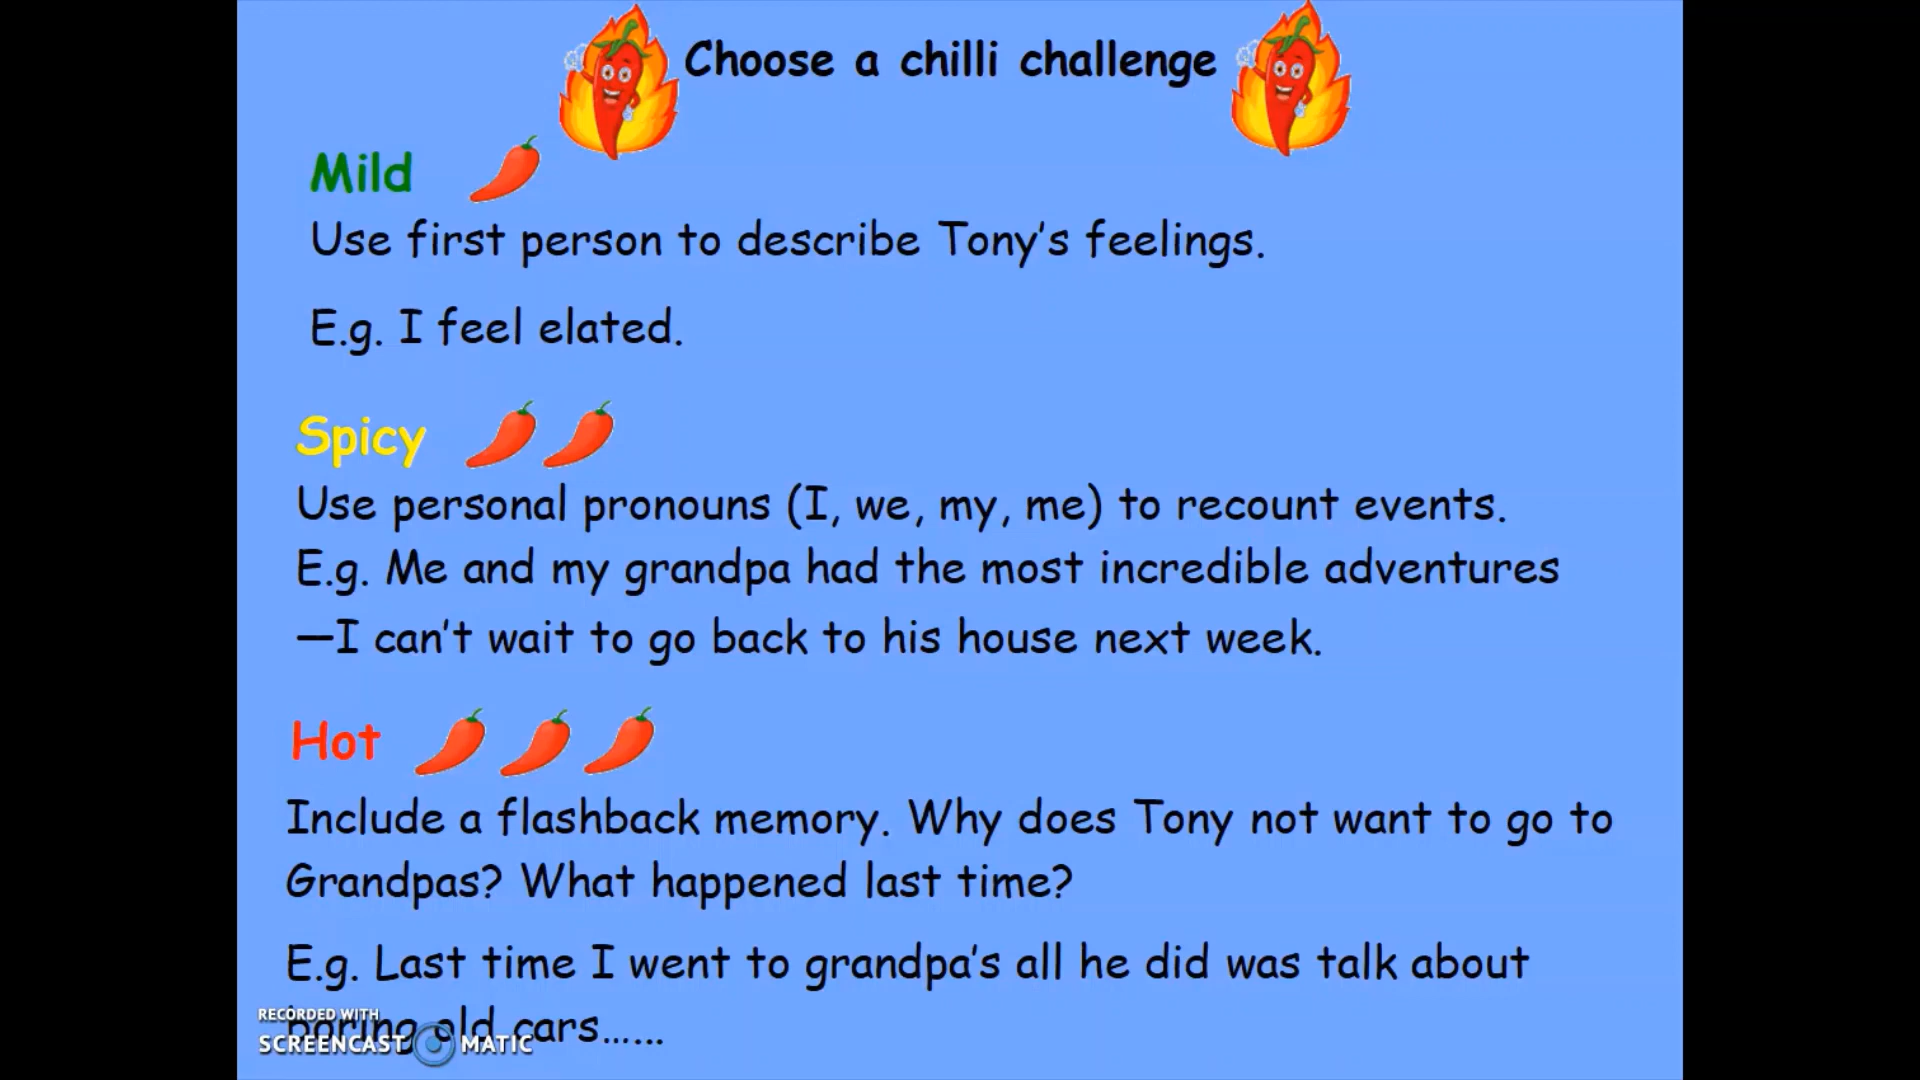 Choose a chilli challenge
Mild
Use first person to describe Tony's feelings.
E.g. I feel elated.
Spicy
Use personal pronouns (I, we, my, me) to recount events.
E.g. Me and my grandpa had the most incredible adventures
—I can't wait to go back to his house next week.
Hot
Include a flashback memory. Why does Tony not want to go to
Grandpas? What happened last time?
E.g. Last time I went to grandpa's all he did was talk about
boring old cars......
RECORDED WITH
SCREENCAST MATIC